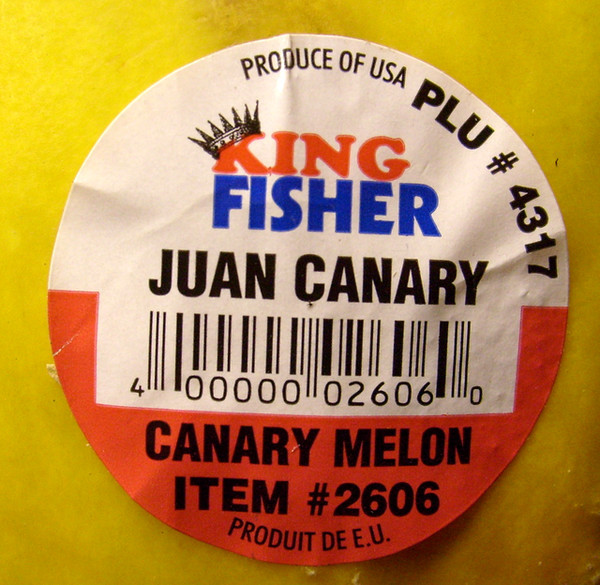 PRODUCE OF USA
PLU # 4317
KING
FISHER
JUAN CANARY
4 00000 02606 0
CANARY MELON
ITEM #2606
PRODUIT DE E.U.